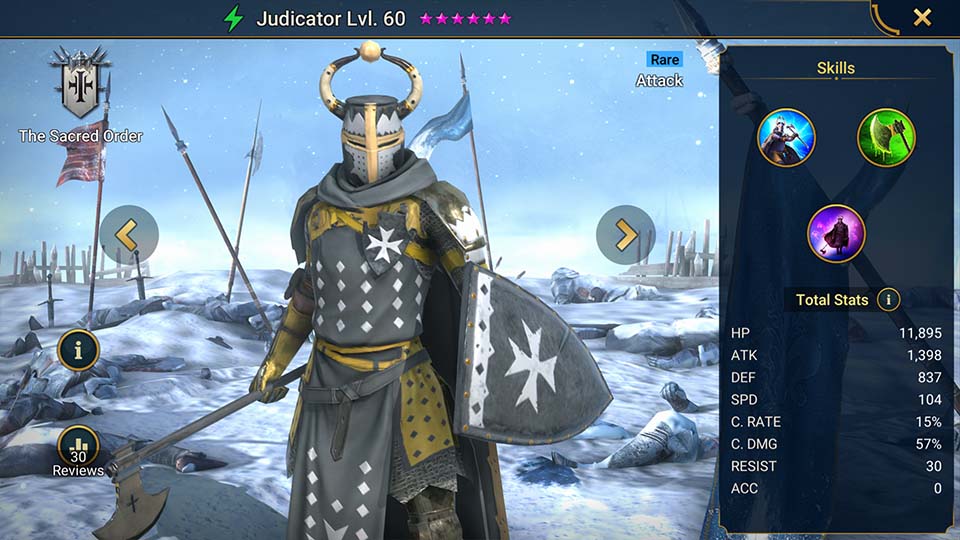 Judicator Lvl. 60
The Sacred Order
Rare
Attack
i
30
Reviews
Skills
Total Stats i
HP 11,895
ATK 1,398
DEF 837
SPD 104
C. RATE 15%
C. DMG 57%
RESIST 30
ACC 0